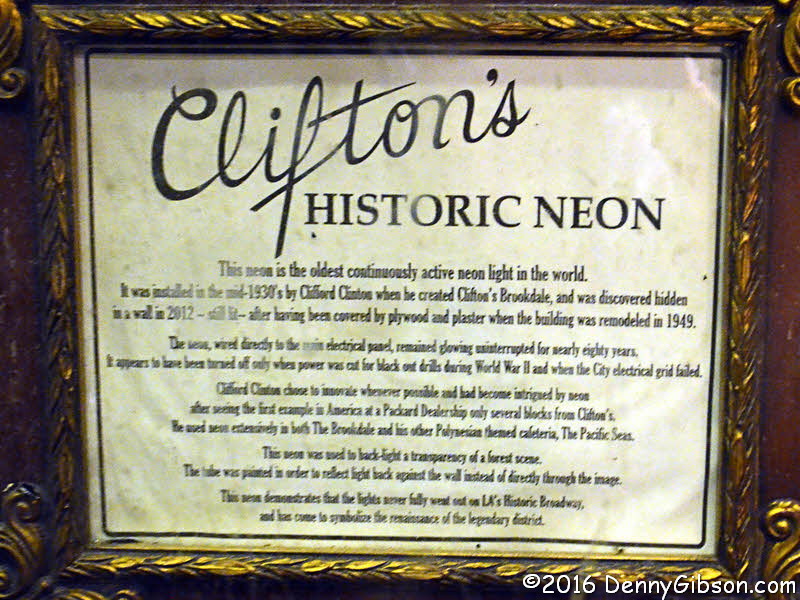 Clifton's
HISTORIC NEON
This neon is the oldest continuously active neon light in the world.
It was installed in the mid-1930's by Clifford Clinton when he created Clifton's Brookdale, and was discovered hidden
in a wall in 2012 – still lit– after having been covered by plywood and plaster when the building was remodeled in 1949.
The neon, wired directly to the main electrical panel, remained glowing uninterrupted for nearly eighty years.
It appears to have been turned off only when power was cut for black out drills during World War II and when the City electrical grid failed.
Clifford Clinton chose to innovate whenever possible and had become intrigued by neon
after seeing the first example in America at a Packard Dealership only several blocks from Clifton's.
He used neon extensively in both The Brookdale and his other Polynesian themed cafeteria, The Pacific Seas.
This neon was used to back-light a transparency of a forest scene.
The tube was painted in order to reflect light back against the wall instead of directly through the image.
This neon demonstrates that the lights never fully went out on LA's Historic Broadway,
and has come to symbolize the renaissance of the legendary district.
©2016 DennyGibson.com